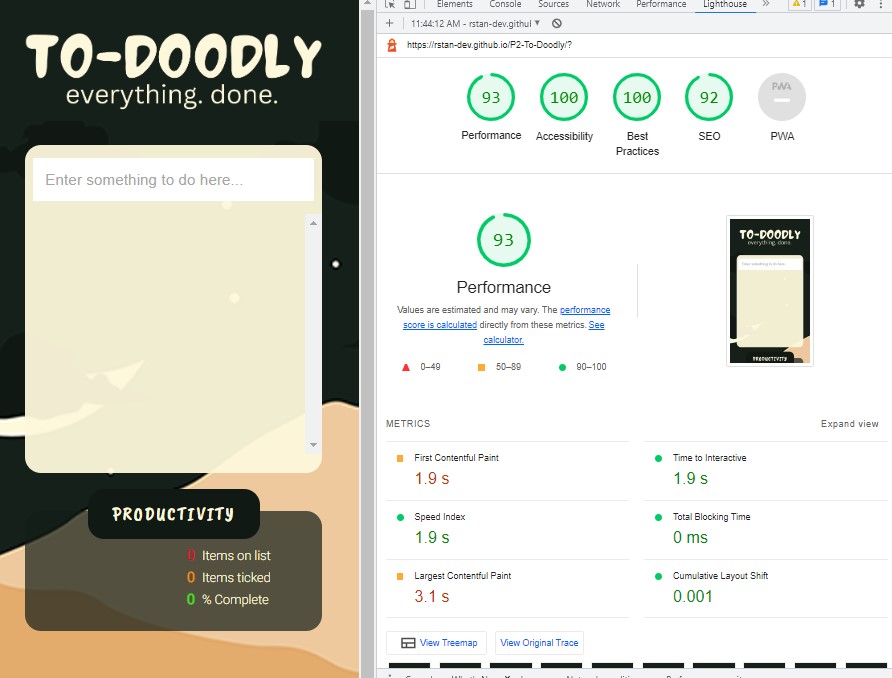 TO-DOODLY
everything. done.
Enter something to do here...
PRODUCTIVITY
0 Items on list
0 Items ticked
0 % Complete
Elements Console Sources Network Performance Lighthouse » 1 1
+ 11:44:12 AM - rstan-dev.githul
https://rstan-dev.github.io/P2-To-Doodly/?
93 100 100 92 PWA
Performance Accessibility Best Practices SEO PWA
93
Performance
Values are estimated and may vary. The performance
score is calculated directly from these metrics. See
calculator.
0–49 50–89 90–100
TO-DOODLY
everything. done.
Enter something to do here...
PRODUCTIVITY
METRICS Expand view
First Contentful Paint
1.9 s
Time to Interactive
1.9 s
Speed Index
1.9 s
Total Blocking Time
0 ms
Largest Contentful Paint
3.1 s
Cumulative Layout Shift
0.001
View Treemap View Original Trace